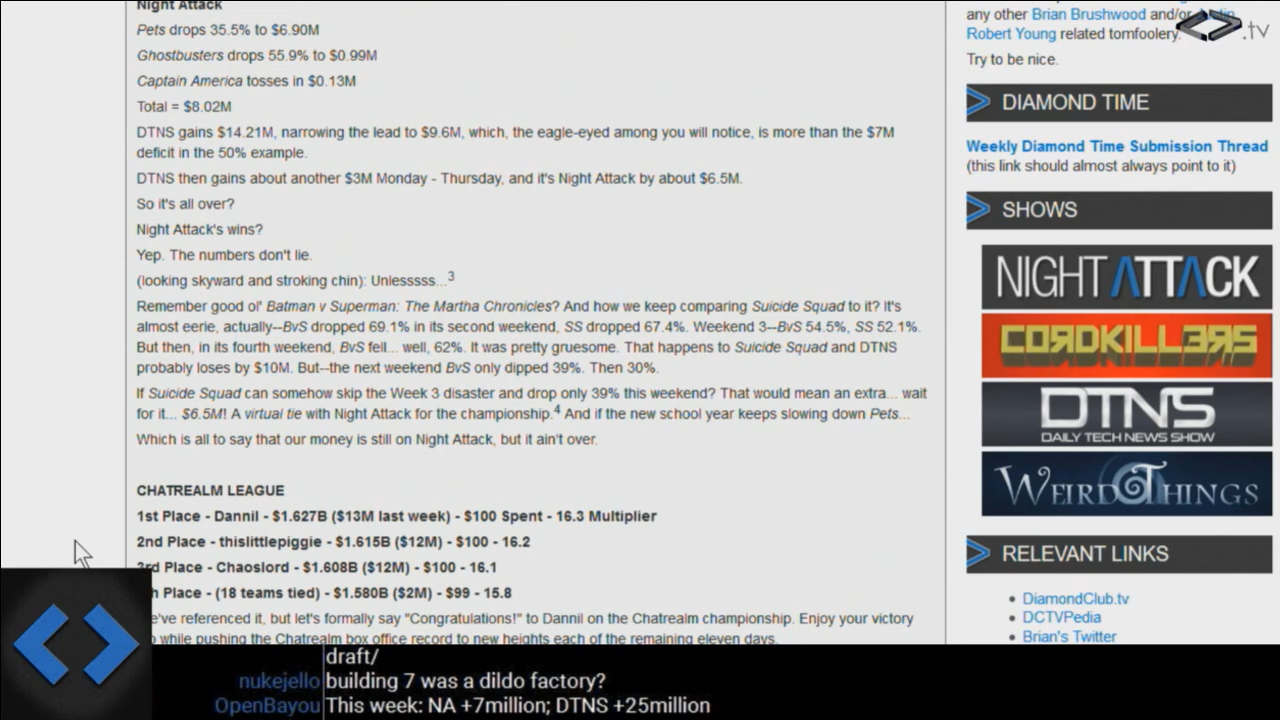 Night Attack
Pets drops 35.5% to $6.90M
Ghostbusters drops 55.9% to $0.99M
Captain America tosses in $0.13M
Total = $8.02M
DTNS gains $14.21M, narrowing the lead to $9.6M, which, the eagle-eyed among you will notice, is more than the $7M
deficit in the 50% example.
DTNS then gains about another $3M Monday - Thursday, and it's Night Attack by about $6.5M.
So it's all over?
Night Attack's wins?
Yep. The numbers don't lie.
(looking skyward and stroking chin): Unlesssss...3
Remember good ol' Batman v Superman: The Martha Chronicles? And how we keep comparing Suicide Squad to it? It's
almost eerie, actually--BvS dropped 69.1% in its second weekend, SS dropped 67.4%. Weekend 3--BvS 54.5%, SS 52.1%.
But then, in its fourth weekend, BvS fell... well, 62%. It was pretty gruesome. That happens to Suicide Squad and DTNS
probably loses by $10M. But--the next weekend BvS only dipped 39%. Then 30%.
If Suicide Squad can somehow skip the Week 3 disaster and drop only 39% this weekend? That would mean an extra... wait
for it... $6.5M! A virtual tie with Night Attack for the championship.4 And if the new school year keeps slowing down Pets...
Which is all to say that our money is still on Night Attack, but it ain't over.
CHATREALM LEAGUE
1st Place - Dannil - $1.627B ($13M last week) - $100 Spent - 16.3 Multiplier
2nd Place - thislittlepiggie - $1.615B ($12M) - $100 - 16.2
3rd Place - Chaoslord - $1.608B ($12M) - $100 - 16.1
h Place - (18 teams tied) - $1.580B ($2M) - $99 - 15.8
e've referenced it, but let's formally say "Congratulations!" to Dannil on the Chatrealm championship. Enjoy your victory
while pushing the Chatrealm box office record to new heights each of the remaining eleven days.
any other Brian Brushwood and/or Justin
Robert Young related tomfoolery.
.tv
Try to be nice.
DIAMOND TIME
Weekly Diamond Time Submission Thread
(this link should almost always point to it)
SHOWS
NIGHT ATTACK
CORDKILLERS
DTNS
DAILY TECH NEWS SHOW
WEIRD THINGS
RELEVANT LINKS
DiamondClub.tv
DCTVPedia
Brian's Twitter
draft/
nukejello building 7 was a dildo factory?
OpenBayou This week: NA +7million; DTNS +25million